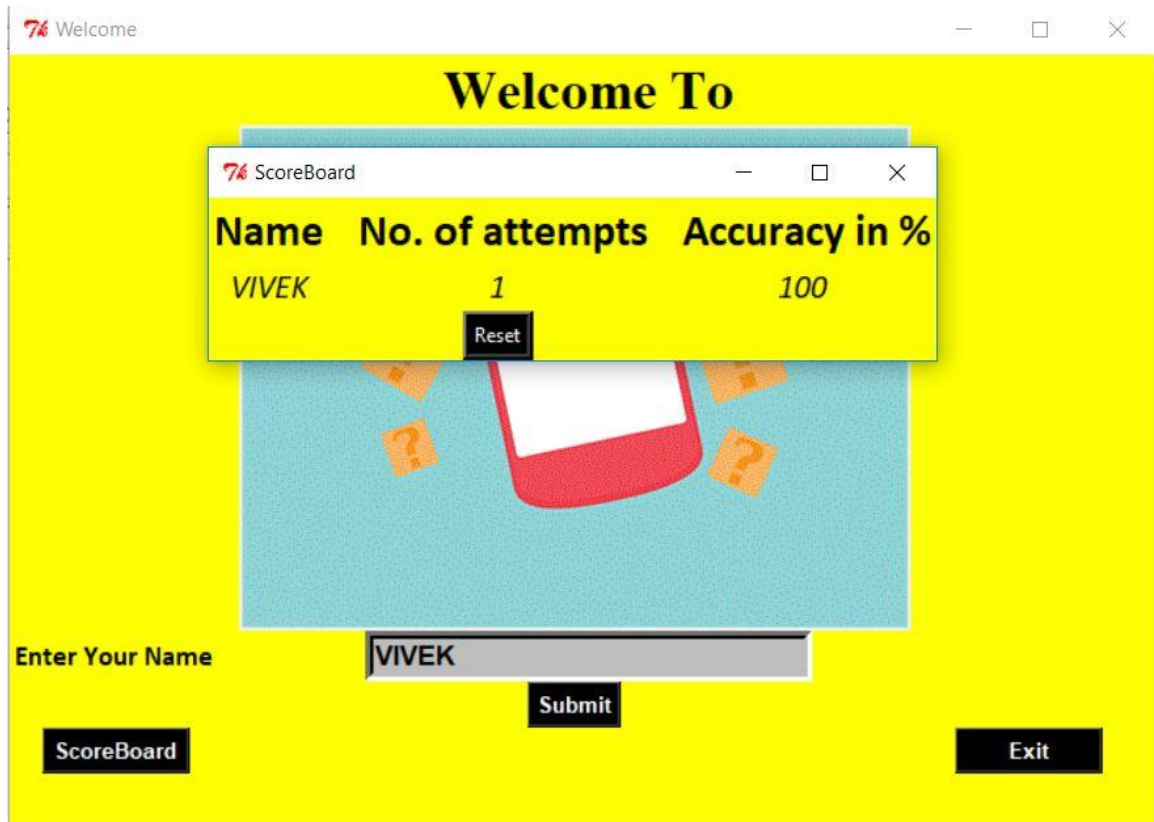 Welcome
Welcome To
ScoreBoard
Name No. of attempts Accuracy in %
VIVEK 1 100
Reset
? ?
? ?
Enter Your Name VIVEK
Submit
ScoreBoard Exit